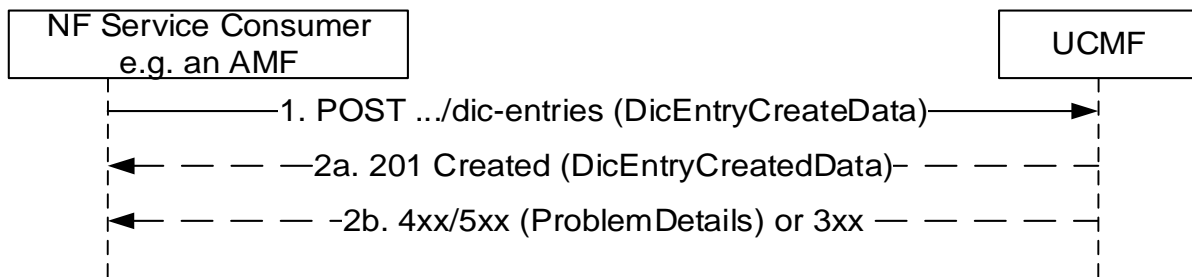 NF Service Consumer
e.g. an AMF
UCMF
1. POST .../dic-entries (DicEntryCreateData)
2a. 201 Created (DicEntryCreatedData)
2b. 4xx/5xx (ProblemDetails) or 3xx